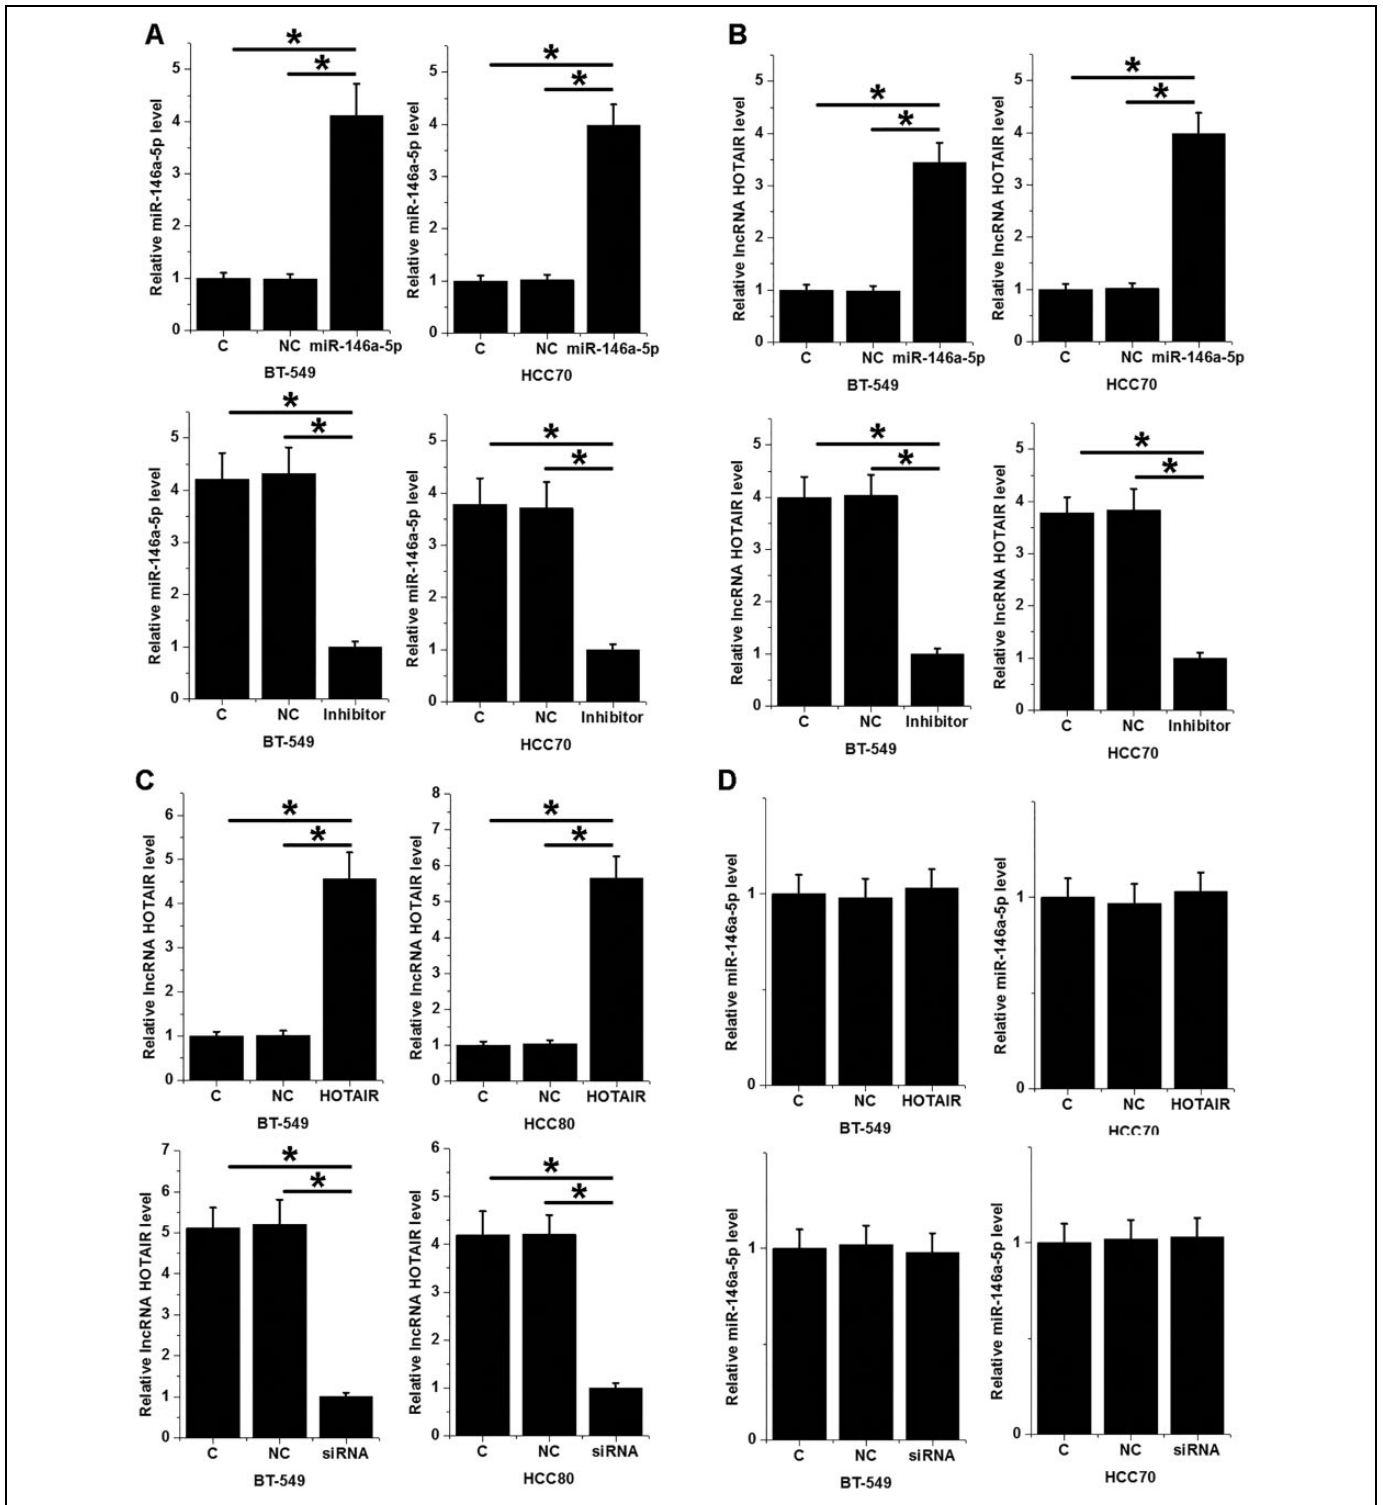 A
B
*
*
Relative miR-146a-5p level
5
4
3
2
1
0
C
NC
miR-146a-5p
BT-549
*
*
Relative miR-146a-5p level
5
4
3
2
1
0
C
NC
miR-146a-5p
HCC70
*
*
Relative lncRNA HOTAIR level
5
4
3
2
1
0
C
NC
miR-146a-5p
BT-549
*
*
Relative lncRNA HOTAIR level
5
4
3
2
1
0
C
NC
miR-146a-5p
HCC70
*
*
Relative miR-146a-5p level
5
4
3
2
1
0
C
NC
Inhibitor
BT-549
*
*
Relative miR-146a-5p level
5
4
3
2
1
0
C
NC
Inhibitor
HCC70
*
*
Relative lncRNA HOTAIR level
5
4
3
2
1
0
C
NC
Inhibitor
BT-549
*
*
Relative lncRNA HOTAIR level
5
4
3
2
1
0
C
NC
Inhibitor
HCC70
C
D
*
*
Relative lncRNA HOTAIR level
6
5
4
3
2
1
0
C
NC
HOTAIR
BT-549
*
*
Relative lncRNA HOTAIR level
8
7
6
5
4
3
2
1
0
C
NC
HOTAIR
HCC80
Relative miR-146a-5p level
1
0
C
NC
HOTAIR
BT-549
Relative miR-146a-5p level
1
0
C
NC
HOTAIR
HCC70
*
*
Relative lncRNA HOTAIR level
7
6
5
4
3
2
1
0
C
NC
siRNA
BT-549
*
*
Relative lncRNA HOTAIR level
6
5
4
3
2
1
0
C
NC
siRNA
HCC80
Relative miR-146a-5p level
1
0
C
NC
siRNA
BT-549
Relative miR-146a-5p level
1
0
C
NC
siRNA
HCC70